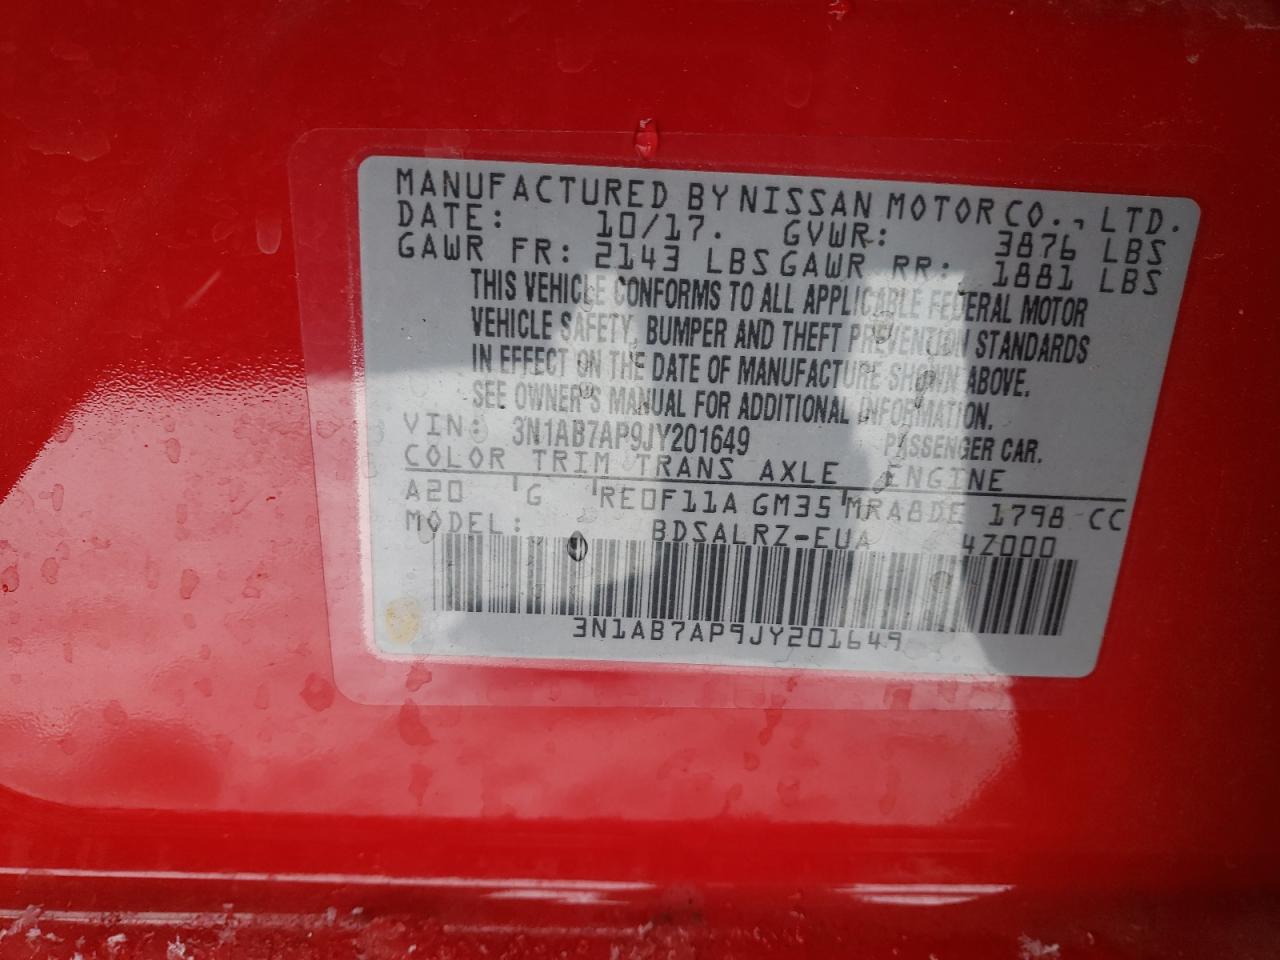 MANUFACTURED BY NISSAN MOTOR CO., LTD.
DATE: 10/17. GVWR: 3876 LBS
GAWR FR: 2143 LBS GAWR RR: 1881 LBS
THIS VEHICLE CONFORMS TO ALL APPLICABLE FEDERAL MOTOR
VEHICLE SAFETY, BUMPER AND THEFT PREVENTION STANDARDS
IN EFFECT ON THE DATE OF MANUFACTURE SHOWN ABOVE.
SEE OWNER'S MANUAL FOR ADDITIONAL INFORMATION.
VIN: 3N1AB7AP9JY201649 PASSENGER CAR.
COLOR TRIM TRANS AXLE ENGINE
A20 G RE0F11A GM35 MRA8DE 1798 CC
MODEL: BDSALRZ-EUA 4Z000
3N1AB7AP9JY201649